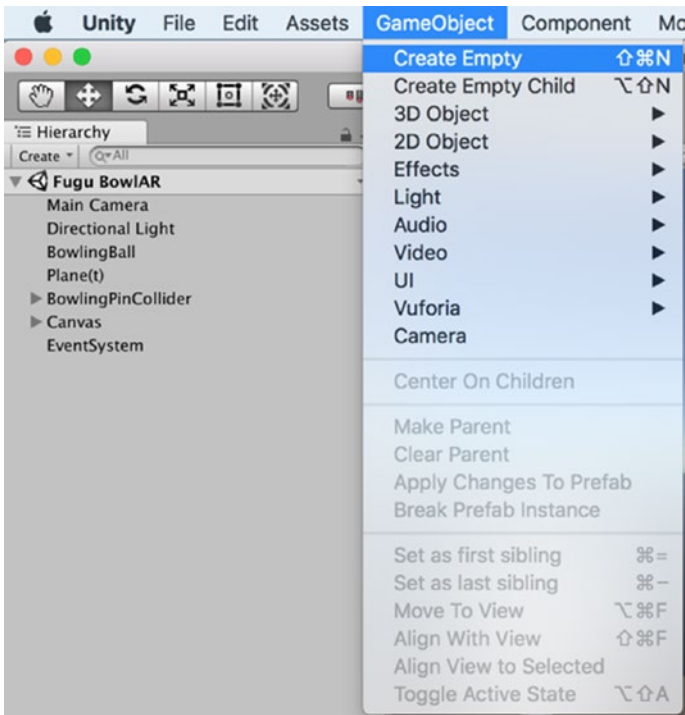 Unity File Edit Assets GameObject Component Mo
Create Empty ⇧⌘N
Create Empty Child ⌥⇧N
3D Object
2D Object
Effects
Light
Audio
Video
UI
Vuforia
Camera
Center On Children
Make Parent
Clear Parent
Apply Changes To Prefab
Break Prefab Instance
Set as first sibling ⌘=
Set as last sibling ⌘−
Move To View ⌥⌘F
Align With View ⇧⌘F
Align View to Selected
Toggle Active State ⌥⇧A
Hierarchy
Create All
Fugu BowlAR
Main Camera
Directional Light
BowlingBall
Plane(t)
BowlingPinCollider
Canvas
EventSystem